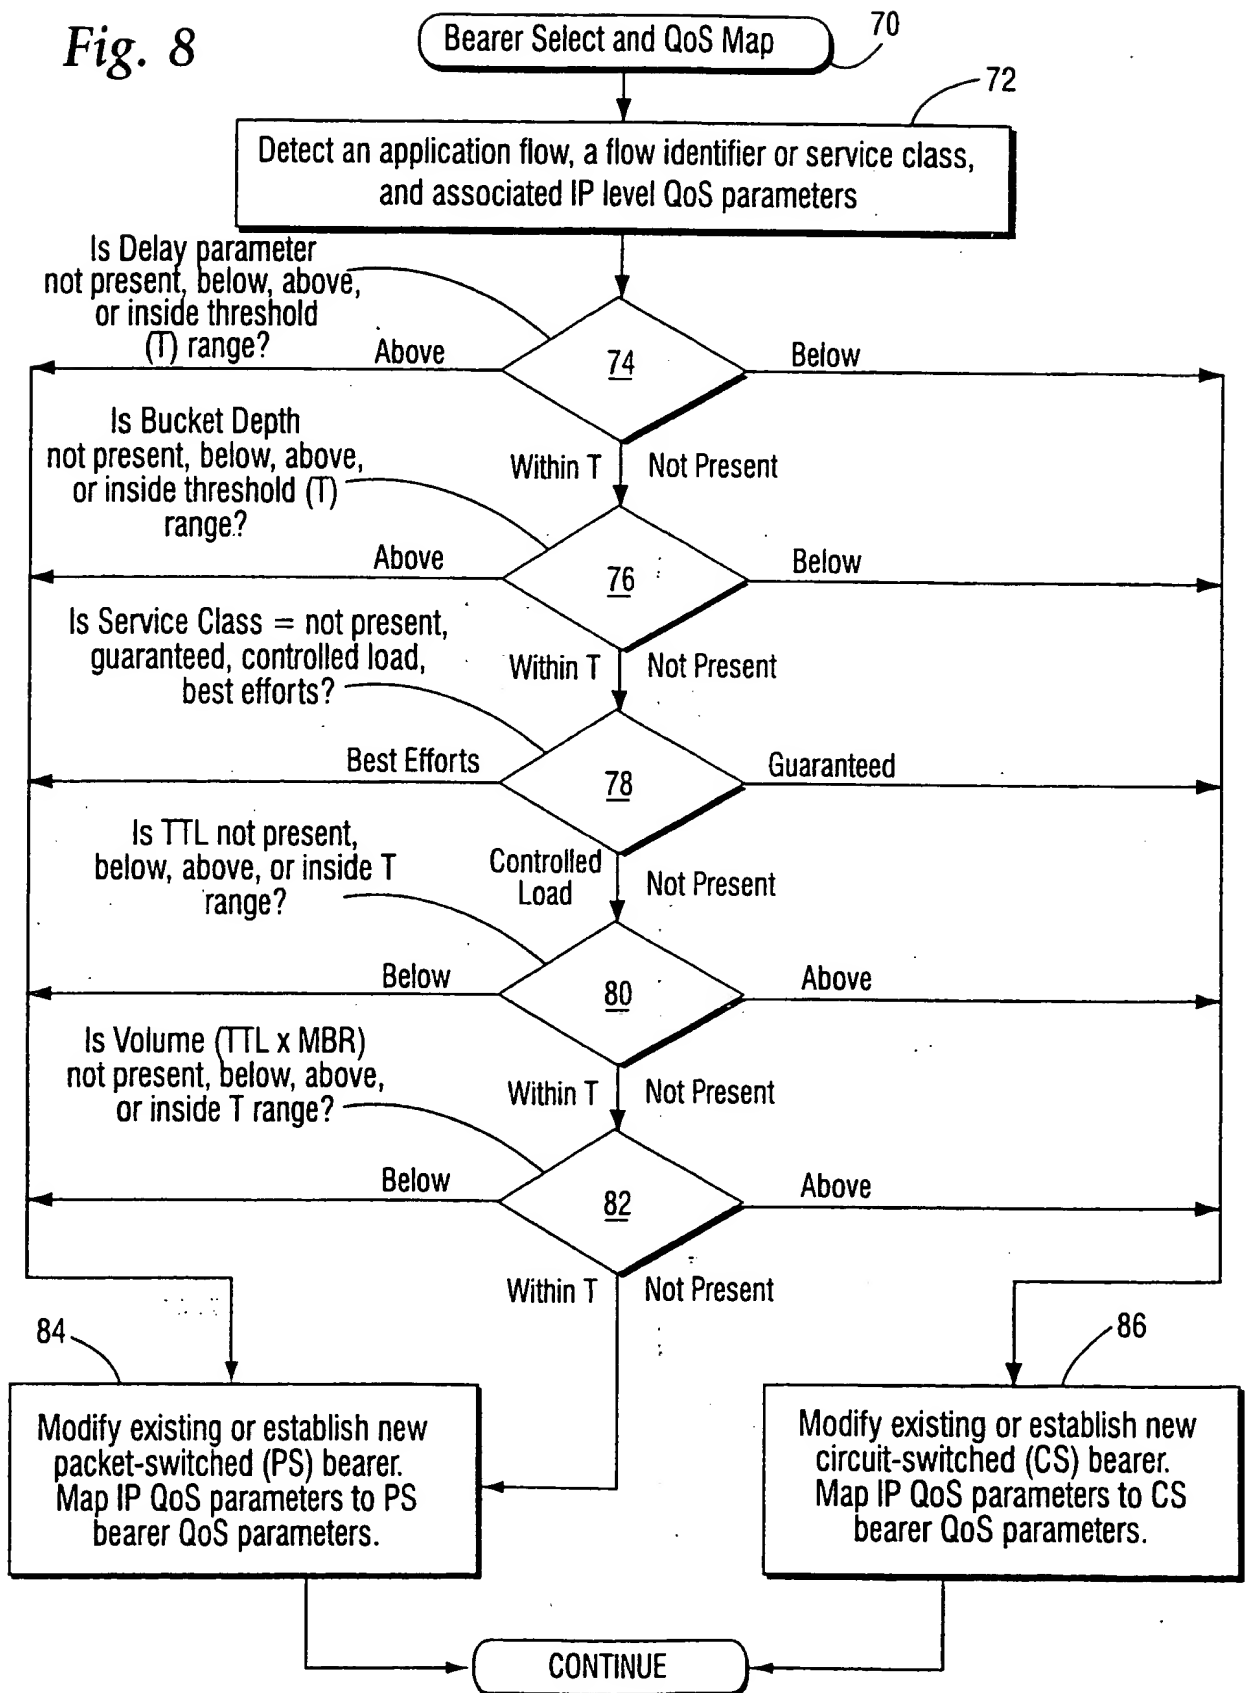 Fig. 8
Bearer Select and QoS Map
70
72
Detect an application flow, a flow identifier or service class,
and associated IP level QoS parameters
Is Delay parameter
not present, below, above,
or inside threshold
(T) range?
Above
74
Below
Within T
Not Present
Is Bucket Depth
not present, below, above,
or inside threshold (T)
range?
Above
76
Below
Within T
Not Present
Is Service Class = not present,
guaranteed, controlled load,
best efforts?
Best Efforts
78
Guaranteed
Controlled
Load
Not Present
Is TTL not present,
below, above, or inside T
range?
Below
80
Above
Within T
Not Present
Is Volume (TTL x MBR)
not present, below, above,
or inside T range?
Below
82
Above
Within T
Not Present
84
Modify existing or establish new
packet-switched (PS) bearer.
Map IP QoS parameters to PS
bearer QoS parameters.
86
Modify existing or establish new
circuit-switched (CS) bearer.
Map IP QoS parameters to CS
bearer QoS parameters.
CONTINUE